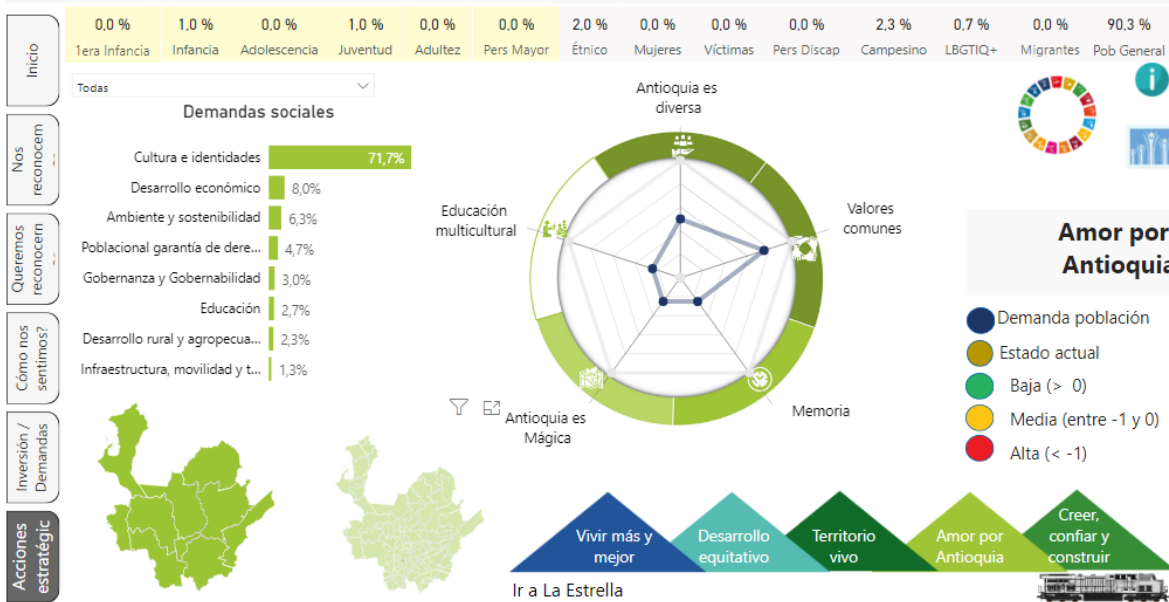 0,0 %
1era Infancia
1,0 %
Infancia
0,0 %
Adolescencia
1,0 %
Juventud
0,0 %
Adultez
0,0 %
Pers Mayor
2,0 %
Étnico
0,0 %
Mujeres
0,0 %
Víctimas
0,0 %
Pers Discap
2,3 %
Campesino
0,7 %
LBGTIQ+
0,0 %
Migrantes
90,3 %
Pob General
Inicio
Nos
reconocem
Queremos
reconocern
Cómo nos
sentimos?
Inversión /
Demandas
Acciones
estratégic
Todas
Demandas sociales
Cultura e identidades 71,7%
Desarrollo económico 8,0%
Ambiente y sostenibilidad 6,3%
Poblacional garantía de dere... 4,7%
Gobernanza y Gobernabilidad 3,0%
Educación 2,7%
Desarrollo rural y agropecua... 2,3%
Infraestructura, movilidad y t... 1,3%
Antioquia es
diversa
Valores
comunes
Memoria
Antioquia es
Mágica
Educación
multicultural
i
Amor por
Antioquia
Demanda población
Estado actual
Baja (> 0)
Media (entre -1 y 0)
Alta (< -1)
Vivir más y
mejor
Desarrollo
equitativo
Territorio
vivo
Amor por
Antioquia
Creer,
confiar y
construir
Ir a La Estrella